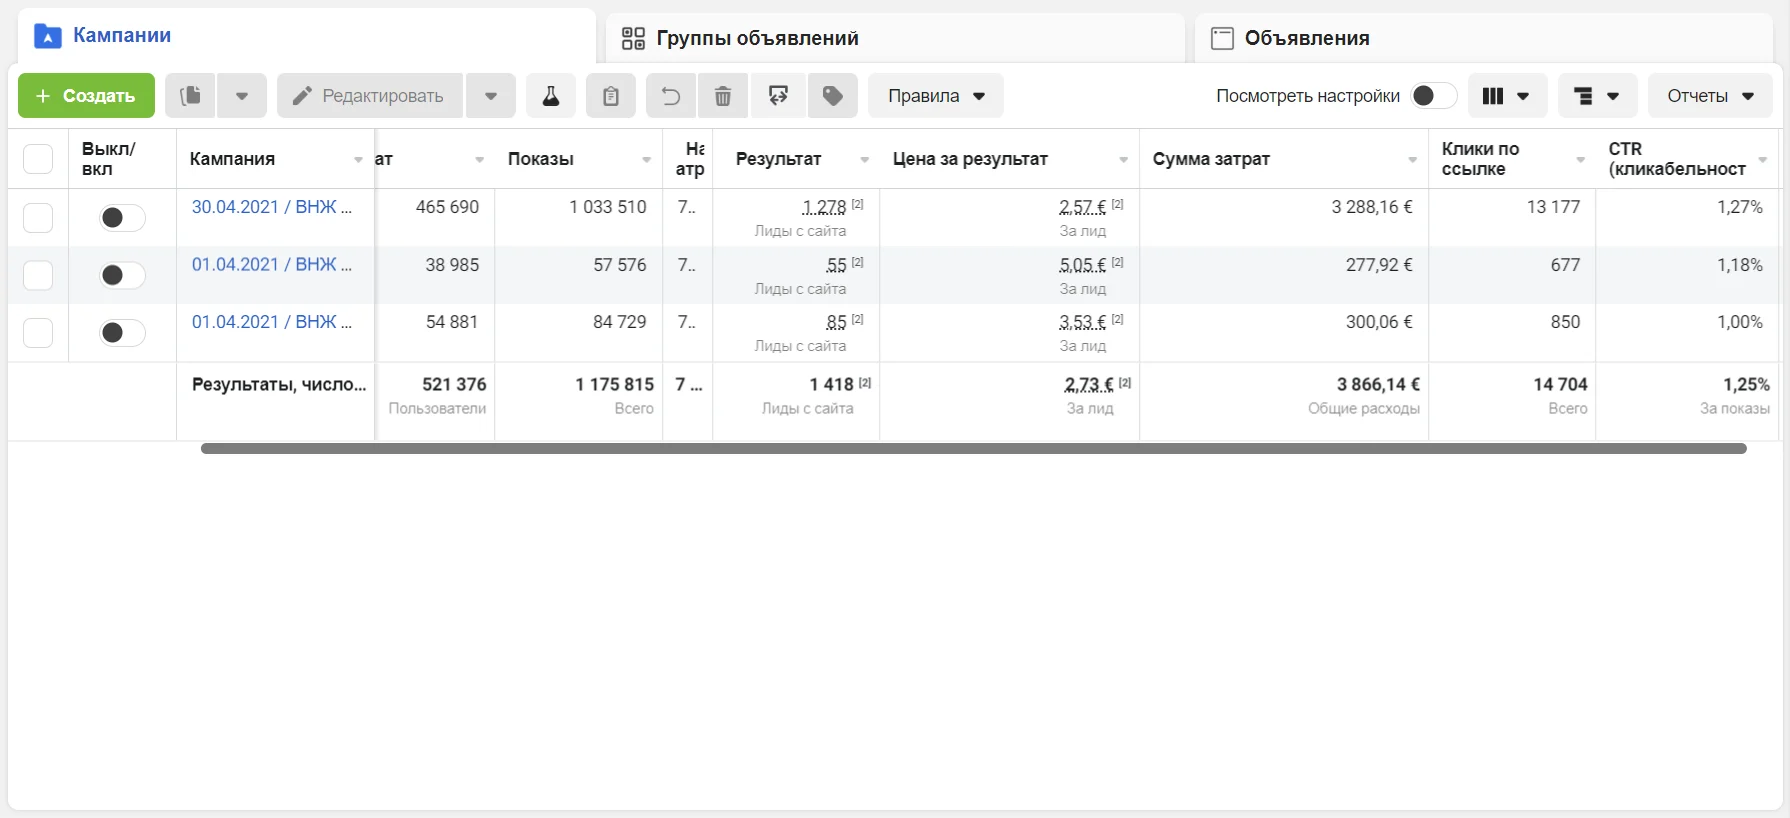 Кампании
Группы объявлений
Объявления
+ Создать
Редактировать
Правила
Посмотреть настройки
Отчеты
Выкл/
вкл
Кампания
ат
Показы
На
атр
Результат
Цена за результат
Сумма затрат
Клики по
ссылке
CTR
(кликабельност
30.04.2021 / ВНЖ ... 465 690 1 033 510 7.. 1 278 [2] 2,57 € [2] 3 288,16 € 13 177 1,27%
Лиды с сайта За лид
01.04.2021 / ВНЖ ... 38 985 57 576 7.. 55 [2] 5,05 € [2] 277,92 € 677 1,18%
Лиды с сайта За лид
01.04.2021 / ВНЖ ... 54 881 84 729 7.. 85 [2] 3,53 € [2] 300,06 € 850 1,00%
Лиды с сайта За лид
Результаты, число... 521 376 1 175 815 7 ... 1 418 [2] 2,73 € [2] 3 866,14 € 14 704 1,25%
Пользователи Всего Лиды с сайта За лид Общие расходы Всего За показы